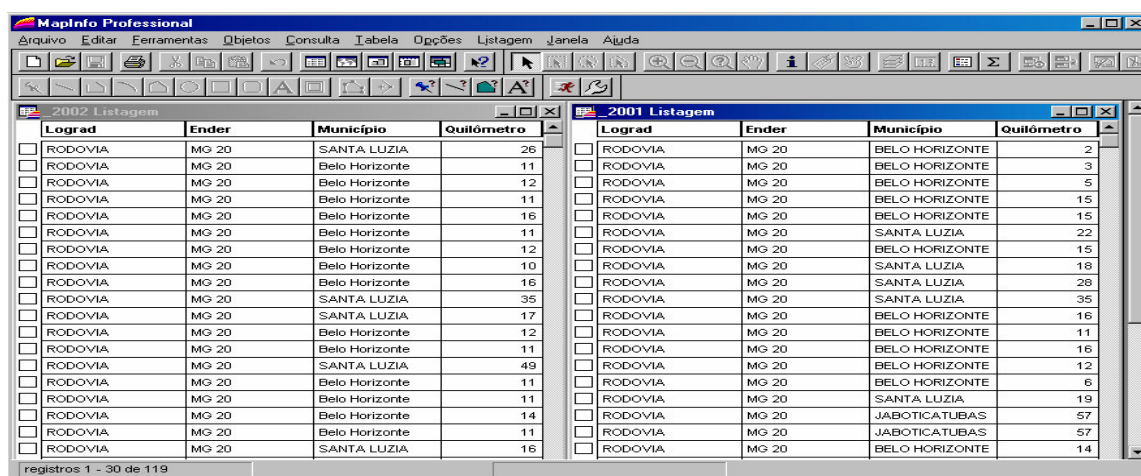 MapInfo Professional
Arquivo Editar Ferramentas Objetos Consulta Tabela Opções Listagem Janela Ajuda
_2002 Listagem
Lograd Ender Município Quilômetro
RODOVIA MG 20 SANTA LUZIA 26
RODOVIA MG 20 Belo Horizonte 11
RODOVIA MG 20 Belo Horizonte 12
RODOVIA MG 20 Belo Horizonte 11
RODOVIA MG 20 Belo Horizonte 16
RODOVIA MG 20 Belo Horizonte 11
RODOVIA MG 20 Belo Horizonte 12
RODOVIA MG 20 Belo Horizonte 10
RODOVIA MG 20 Belo Horizonte 16
RODOVIA MG 20 SANTA LUZIA 35
RODOVIA MG 20 SANTA LUZIA 17
RODOVIA MG 20 Belo Horizonte 12
RODOVIA MG 20 Belo Horizonte 11
RODOVIA MG 20 SANTA LUZIA 49
RODOVIA MG 20 Belo Horizonte 11
RODOVIA MG 20 Belo Horizonte 11
RODOVIA MG 20 Belo Horizonte 14
RODOVIA MG 20 Belo Horizonte 11
RODOVIA MG 20 SANTA LUZIA 16
_2001 Listagem
Lograd Ender Município Quilômetro
RODOVIA MG 20 BELO HORIZONTE 2
RODOVIA MG 20 BELO HORIZONTE 3
RODOVIA MG 20 BELO HORIZONTE 5
RODOVIA MG 20 BELO HORIZONTE 15
RODOVIA MG 20 BELO HORIZONTE 15
RODOVIA MG 20 SANTA LUZIA 22
RODOVIA MG 20 BELO HORIZONTE 15
RODOVIA MG 20 SANTA LUZIA 18
RODOVIA MG 20 SANTA LUZIA 28
RODOVIA MG 20 SANTA LUZIA 35
RODOVIA MG 20 BELO HORIZONTE 16
RODOVIA MG 20 BELO HORIZONTE 11
RODOVIA MG 20 BELO HORIZONTE 16
RODOVIA MG 20 BELO HORIZONTE 12
RODOVIA MG 20 BELO HORIZONTE 6
RODOVIA MG 20 SANTA LUZIA 19
RODOVIA MG 20 JABOTICATUBAS 57
RODOVIA MG 20 JABOTICATUBAS 57
RODOVIA MG 20 BELO HORIZONTE 14
registros 1 - 30 de 119